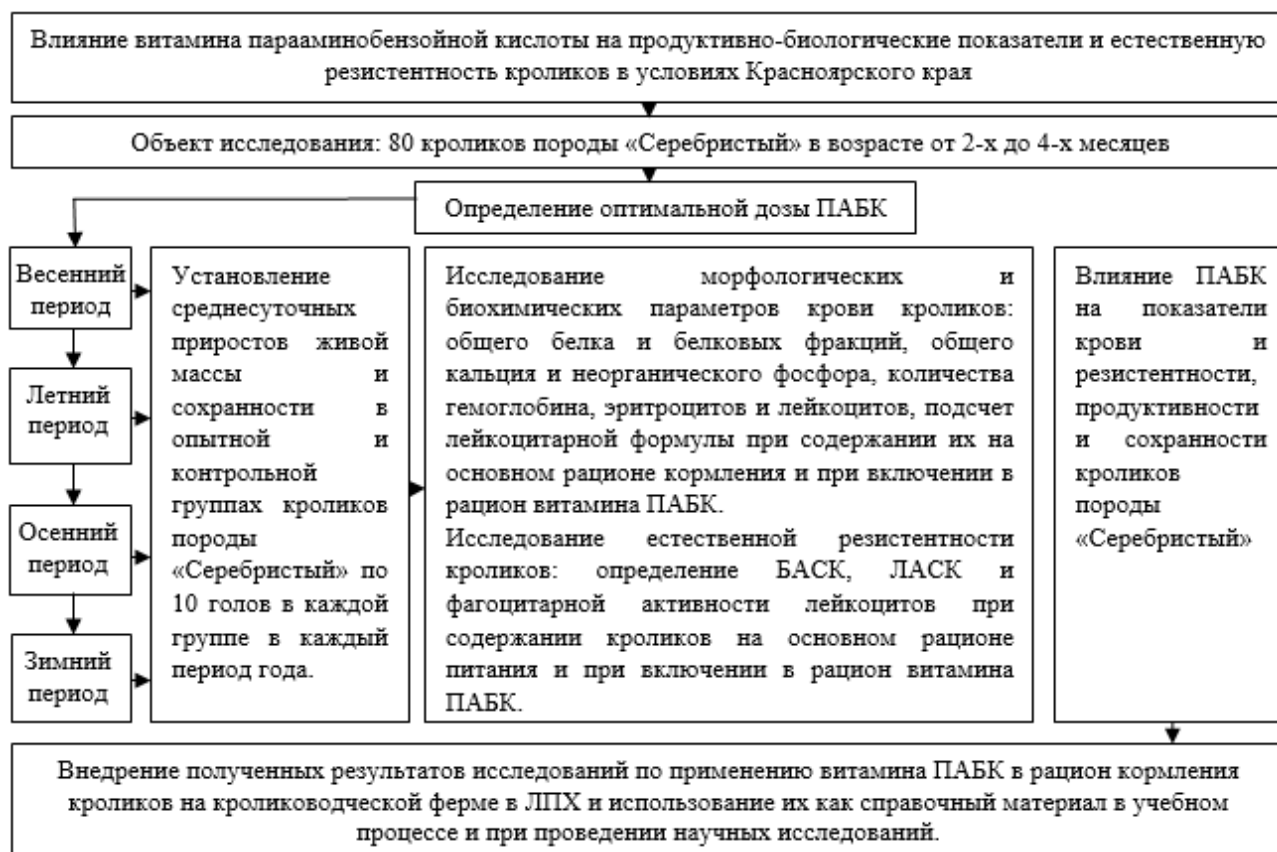 Влияние витамина парааминобензойной кислоты на продуктивно-биологические показатели и естественную
резистентность кроликов в условиях Красноярского края
Объект исследования: 80 кроликов породы «Серебристый» в возрасте от 2-х до 4-х месяцев
Определение оптимальной дозы ПАБК
Весенний
период
Летний
период
Осенний
период
Зимний
период
Установление
среднесуточных
приростов живой
массы и
сохранности в
опытной и
контрольной
группах кроликов
породы
«Серебристый» по
10 голов в каждой
группе в каждый
период года.
Исследование морфологических и
биохимических параметров крови кроликов:
общего белка и белковых фракций, общего
кальция и неорганического фосфора, количества
гемоглобина, эритроцитов и лейкоцитов, подсчет
лейкоцитарной формулы при содержании их на
основном рационе кормления и при включении в
рацион витамина ПАБК.
Исследование естественной резистентности
кроликов: определение БАСК, ЛАСК и
фагоцитарной активности лейкоцитов при
содержании кроликов на основном рационе
питания и при включении в рацион витамина
ПАБК.
Влияние ПАБК
на показатели
крови и
резистентности,
продуктивности
и сохранности
кроликов
породы
«Серебристый»
Внедрение полученных результатов исследований по применению витамина ПАБК в рацион кормления
кроликов на кролиководческой ферме в ЛПХ и использование их как справочный материал в учебном
процессе и при проведении научных исследований.